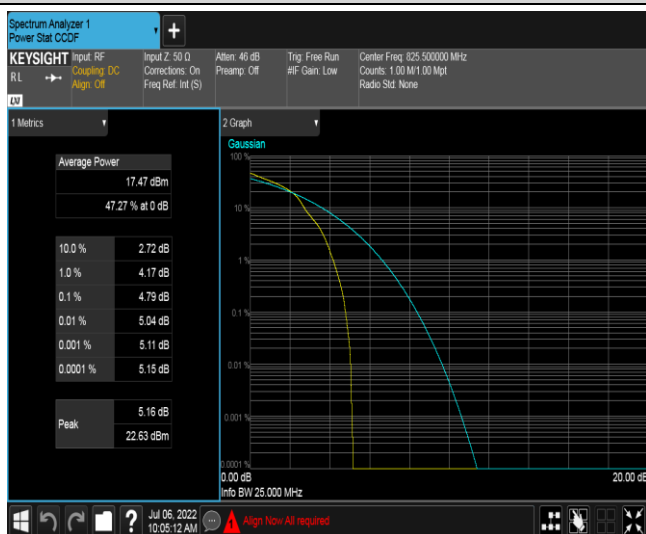 Spectrum Analyzer 1
Power Stat CCDF
KEYSIGHT
RL
LXI
Input: RF
Coupling: DC
Align: Off
Input Z: 50 Ω
Corrections: On
Freq Ref: Int (S)
Atten: 46 dB
Preamp: Off
Trig: Free Run
#IF Gain: Low
Center Freq: 825.500000 MHz
Counts: 1.00 M/1.00 Mpt
Radio Std: None
1 Metrics
Average Power
17.47 dBm
47.27 % at 0 dB
10.0 % 2.72 dB
1.0 % 4.17 dB
0.1 % 4.79 dB
0.01 % 5.04 dB
0.001 % 5.11 dB
0.0001 % 5.15 dB
Peak
5.16 dB
22.63 dBm
2 Graph
Gaussian
100 %
10 %
1 %
0.1 %
0.01 %
0.001 %
0.0001 %
0.00 dB
20.00 dB
Info BW 25.000 MHz
?
Jul 06, 2022
10:05:12 AM
Align Now All required